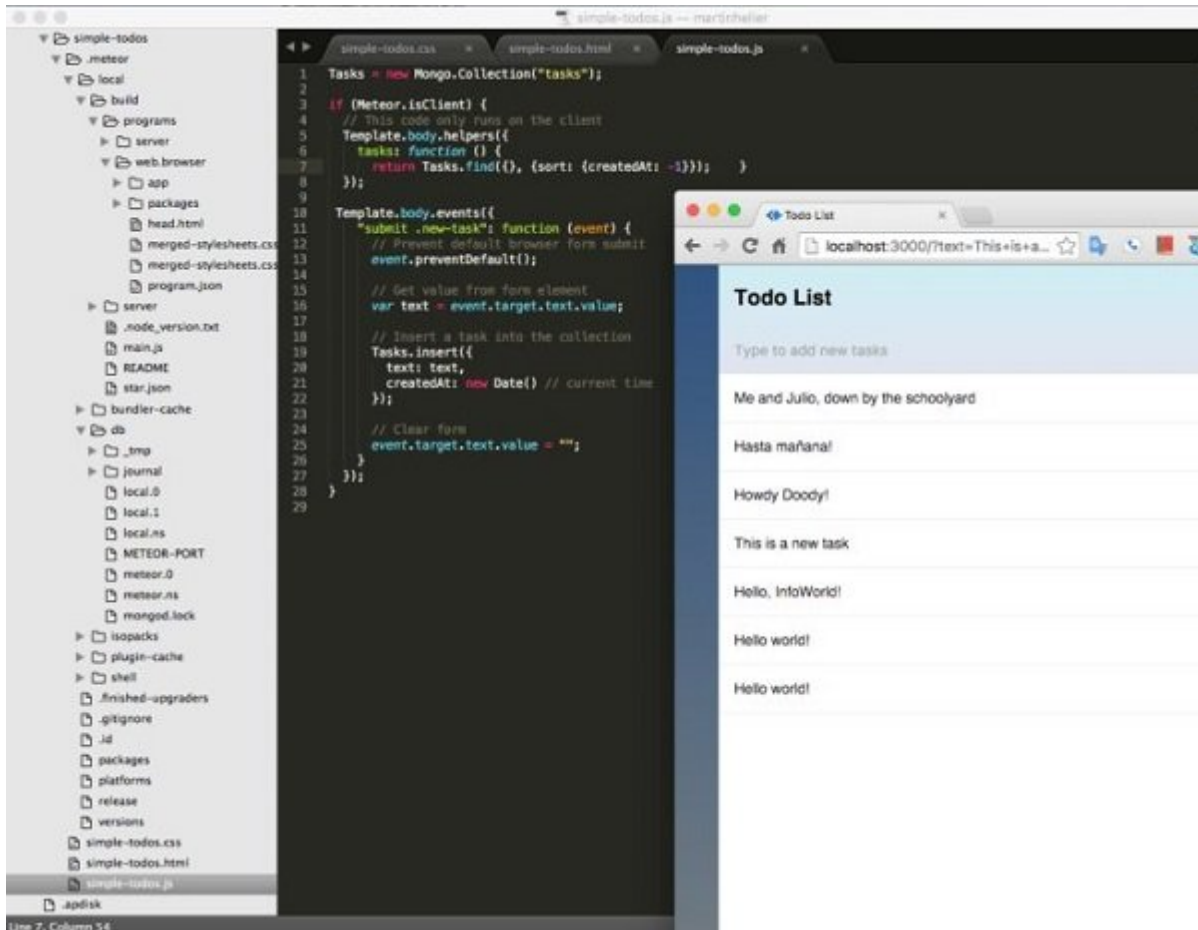 simple-todos.js — martinheller
simple-todos
.meteor
local
build
programs
server
web.browser
app
packages
head.html
merged-stylesheets.css
merged-stylesheets.css
program.json
server
.node_version.txt
main.js
README
star.json
bundler-cache
db
_tmp
journal
local.0
local.1
local.ns
METEOR-PORT
meteor.0
meteor.ns
mongod.lock
isopacks
plugin-cache
shell
.finished-upgraders
.gitignore
.id
packages
platforms
release
versions
simple-todos.css
simple-todos.html
simple-todos.js
.apdisk
Line 7, Column 54
simple-todos.css × simple-todos.html × simple-todos.js ×
1 Tasks = new Mongo.Collection("tasks");
2
3 if (Meteor.isClient) {
4 // This code only runs on the client
5 Template.body.helpers({
6 tasks: function () {
7 return Tasks.find({}, {sort: {createdAt: -1}}); }
8 });
9
10 Template.body.events({
11 "submit .new-task": function (event) {
12 // Prevent default browser form submit
13 event.preventDefault();
14
15 // Get value from form element
16 var text = event.target.text.value;
17
18 // Insert a task into the collection
19 Tasks.insert({
20 text: text,
21 createdAt: new Date() // current time
22 });
23
24 // Clear form
25 event.target.text.value = "";
26 }
27 });
28 }
29
Todo List ×
localhost:3000/?text=This+is+a...
Todo List
Type to add new tasks
Me and Julio, down by the schoolyard
Hasta mañana!
Howdy Doody!
This is a new task
Hello, InfoWorld!
Hello world!
Hello world!